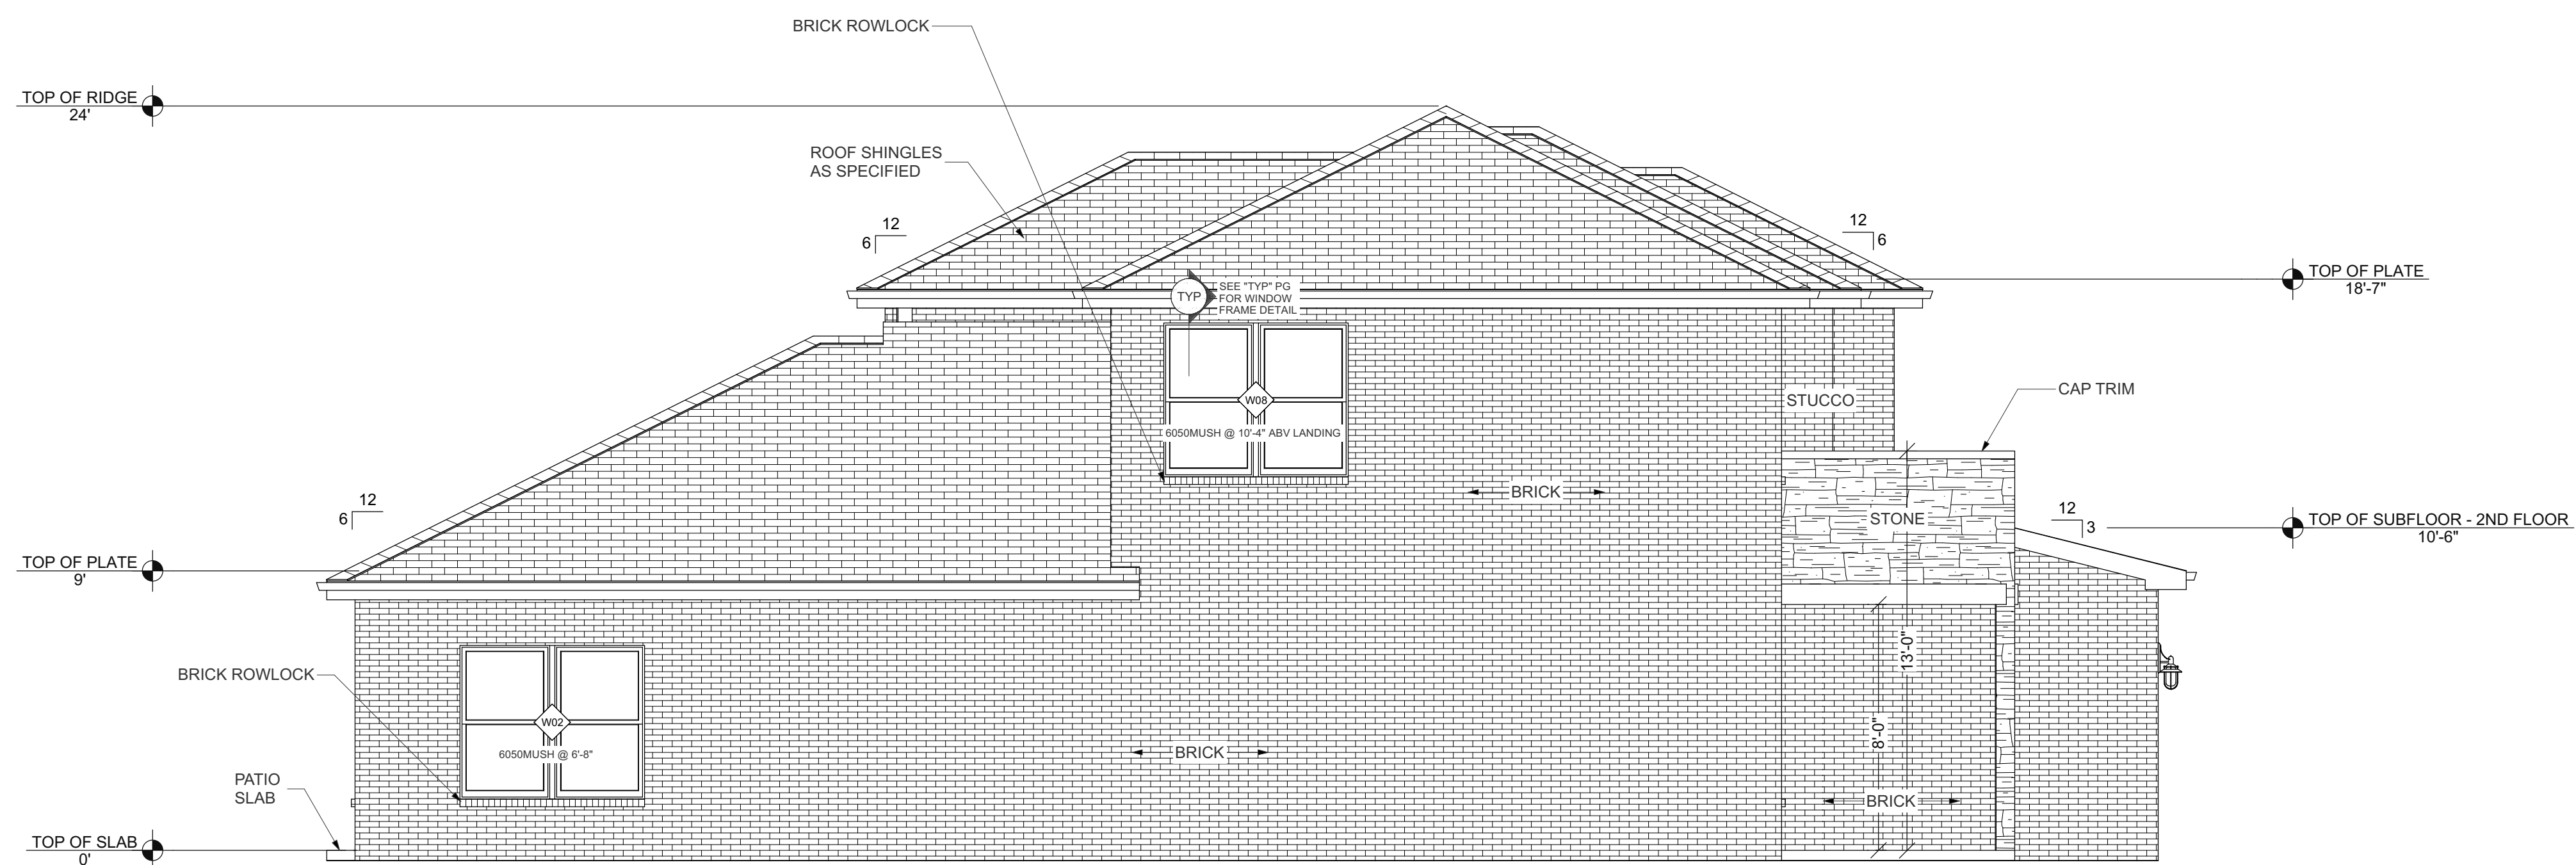 BRICK ROWLOCK
TOP OF RIDGE
24'
ROOF SHINGLES
AS SPECIFIED
12
6
12
6
TOP OF PLATE
18'-7"
TYP
SEE "TYP" PG
FOR WINDOW
FRAME DETAIL
CAP TRIM
STUCCO
W08
6050MUSH @ 10'-4" ABV LANDING
BRICK
12
6
STONE
12
3
TOP OF SUBFLOOR - 2ND FLOOR
10'-6"
TOP OF PLATE
9'
13'-0"
BRICK ROWLOCK
W02
6050MUSH @ 6'-8"
8'-0"
BRICK
PATIO
SLAB
BRICK
TOP OF SLAB
0'